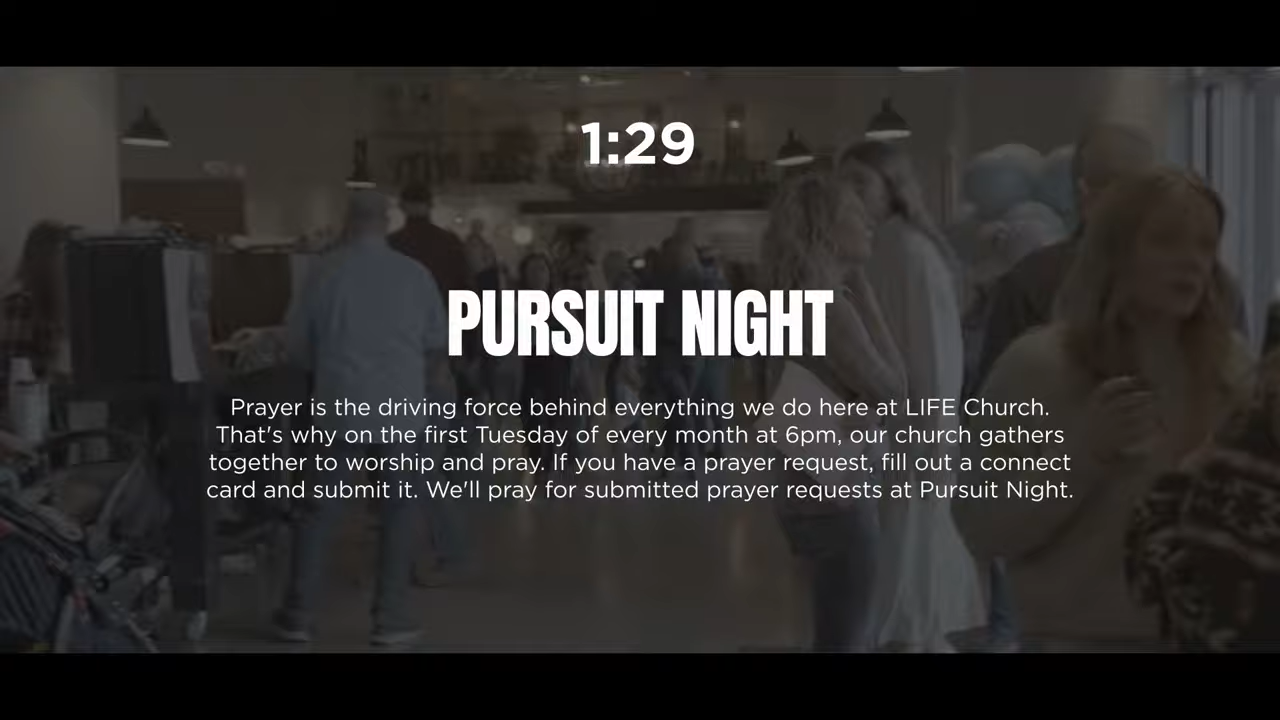 1:29
PURSUIT NIGHT
Prayer is the driving force behind everything we do here at LIFE Church.
That's why on the first Tuesday of every month at 6pm, our church gathers
together to worship and pray. If you have a prayer request, fill out a connect
card and submit it. We'll pray for submitted prayer requests at Pursuit Night.